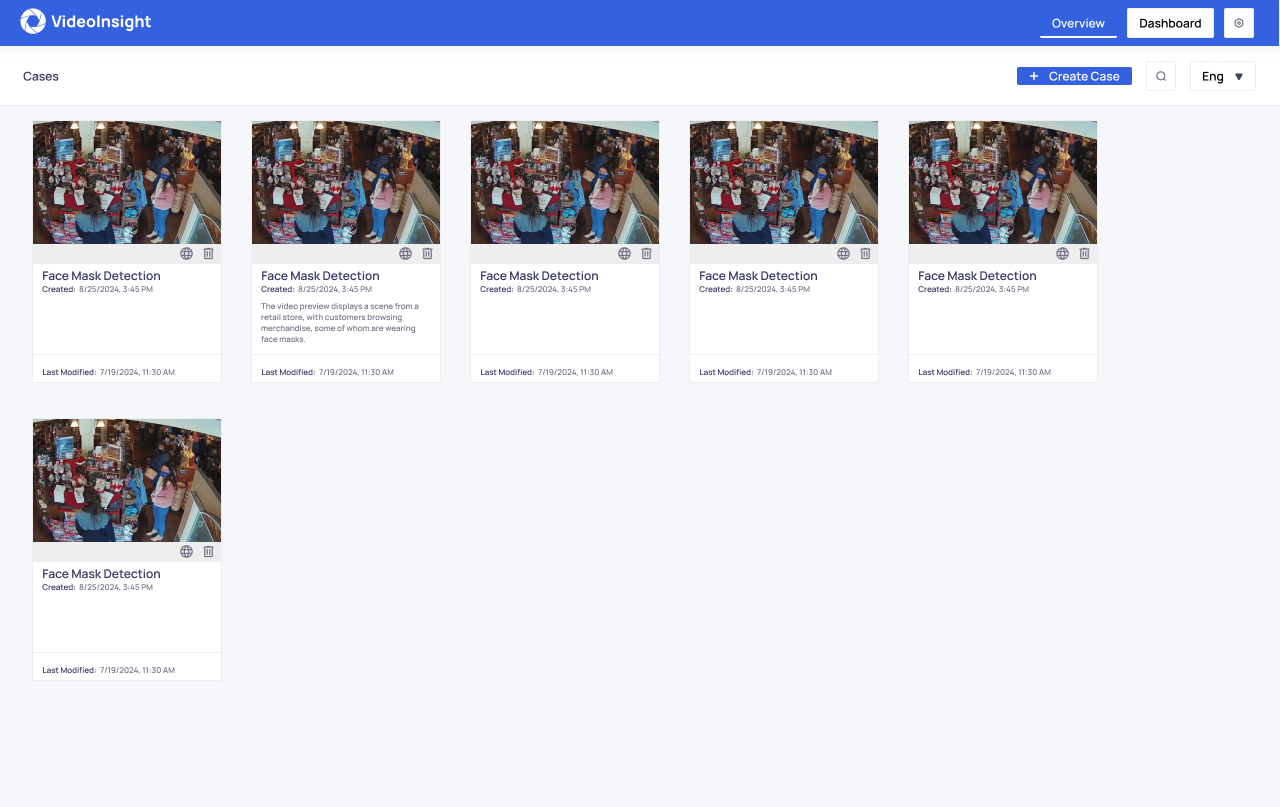 VideoInsight
Overview
Dashboard
Cases
+ Create Case
Eng ▼
Face Mask Detection
Created: 8/25/2024, 3:45 PM
Last Modified: 7/19/2024, 11:30 AM
Face Mask Detection
Created: 8/25/2024, 3:45 PM
The video preview displays a scene from a
retail store, with customers browsing
merchandise, some of whom are wearing
face masks.
Last Modified: 7/19/2024, 11:30 AM
Face Mask Detection
Created: 8/25/2024, 3:45 PM
Last Modified: 7/19/2024, 11:30 AM
Face Mask Detection
Created: 8/25/2024, 3:45 PM
Last Modified: 7/19/2024, 11:30 AM
Face Mask Detection
Created: 8/25/2024, 3:45 PM
Last Modified: 7/19/2024, 11:30 AM
Face Mask Detection
Created: 8/25/2024, 3:45 PM
Last Modified: 7/19/2024, 11:30 AM